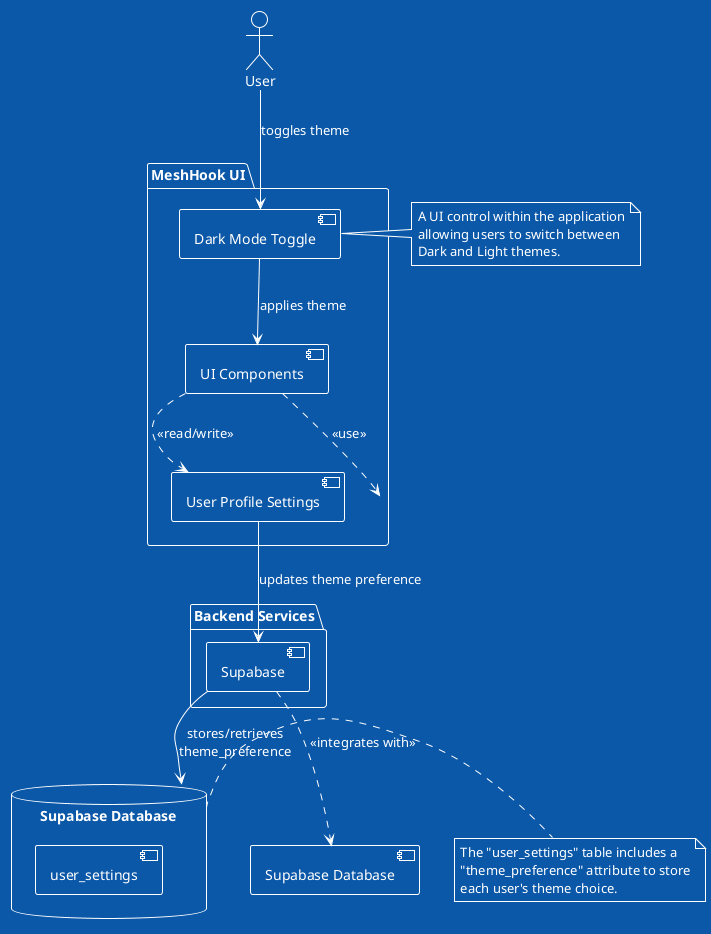 User
toggles theme
MeshHook UI
Dark Mode Toggle
A UI control within the application
allowing users to switch between
Dark and Light themes.
applies theme
UI Components
«read/write»
«use»
User Profile Settings
updates theme preference
Backend Services
Supabase
stores/retrieves
theme_preference
«integrates with»
Supabase Database
user_settings
Supabase Database
The "user_settings" table includes a
"theme_preference" attribute to store
each user's theme choice.